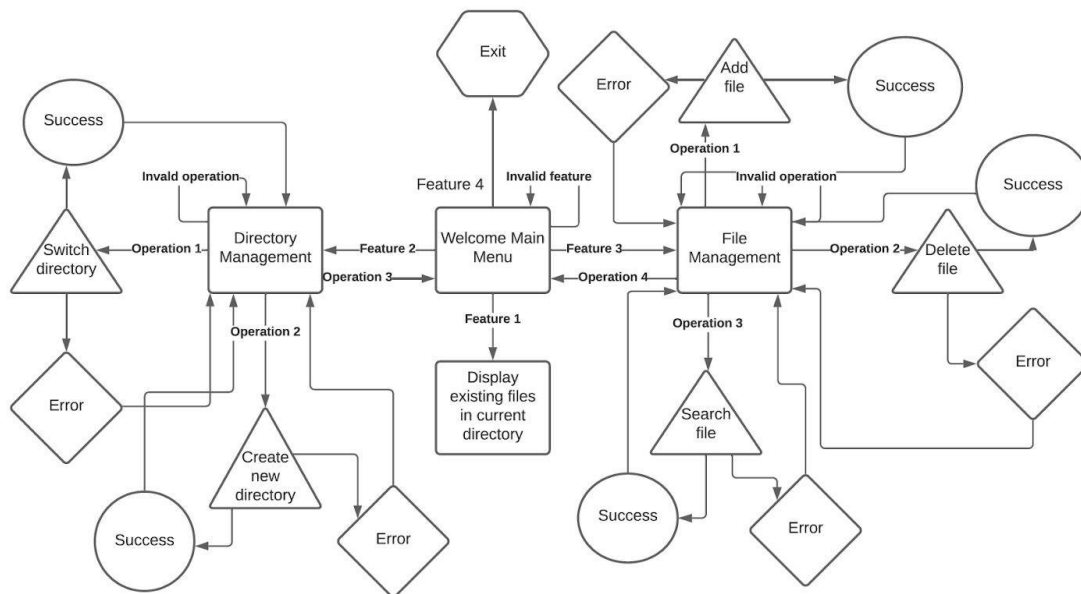 Exit
Error
Add
file
Success
Success
Operation 1
Invald operation
Feature 4
Invalid feature
Invalid operation
Success
Switch
directory
Operation 1
Directory
Management
Feature 2
Welcome Main
Menu
Feature 3
File
Management
Operation 2
Delete
file
Operation 3
Operation 4
Operation 2
Feature 1
Operation 3
Error
Error
Display
existing files
in current
directory
Search
file
Create
new
directory
Success
Error
Success
Error